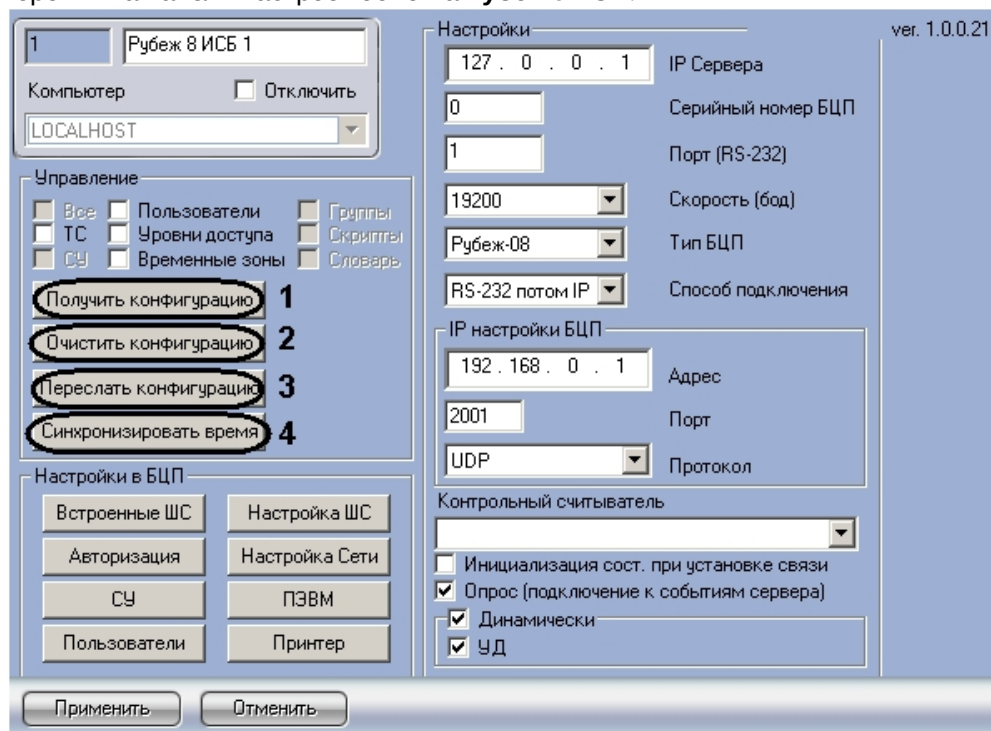 1 Рубеж 8 ИСБ 1
Компьютер Отключить
LOCALHOST
Управление
Все Пользователи Группы
ТС Уровни доступа Скрипты
СУ Временные зоны Словарь
Получить конфигурацию 1
Очистить конфигурацию 2
Переслать конфигурацию 3
Синхронизировать время 4
Настройки в БЦП
Встроенные ШС Настройка ШС
Авторизация Настройка Сети
СУ ПЭВМ
Пользователи Принтер
Настройки
127 . 0 . 0 . 1 IP Сервера
0 Серийный номер БЦП
1 Порт (RS-232)
19200 Скорость (бод)
Рубеж-08 Тип БЦП
RS-232 потом IP Способ подключения
IP настройки БЦП
192 . 168 . 0 . 1 Адрес
2001 Порт
UDP Протокол
Контрольный считыватель
Инициализация сост. при установке связи
Опрос (подключение к событиям сервера)
Динамически
УД
ver. 1.0.0.21
Применить Отменить